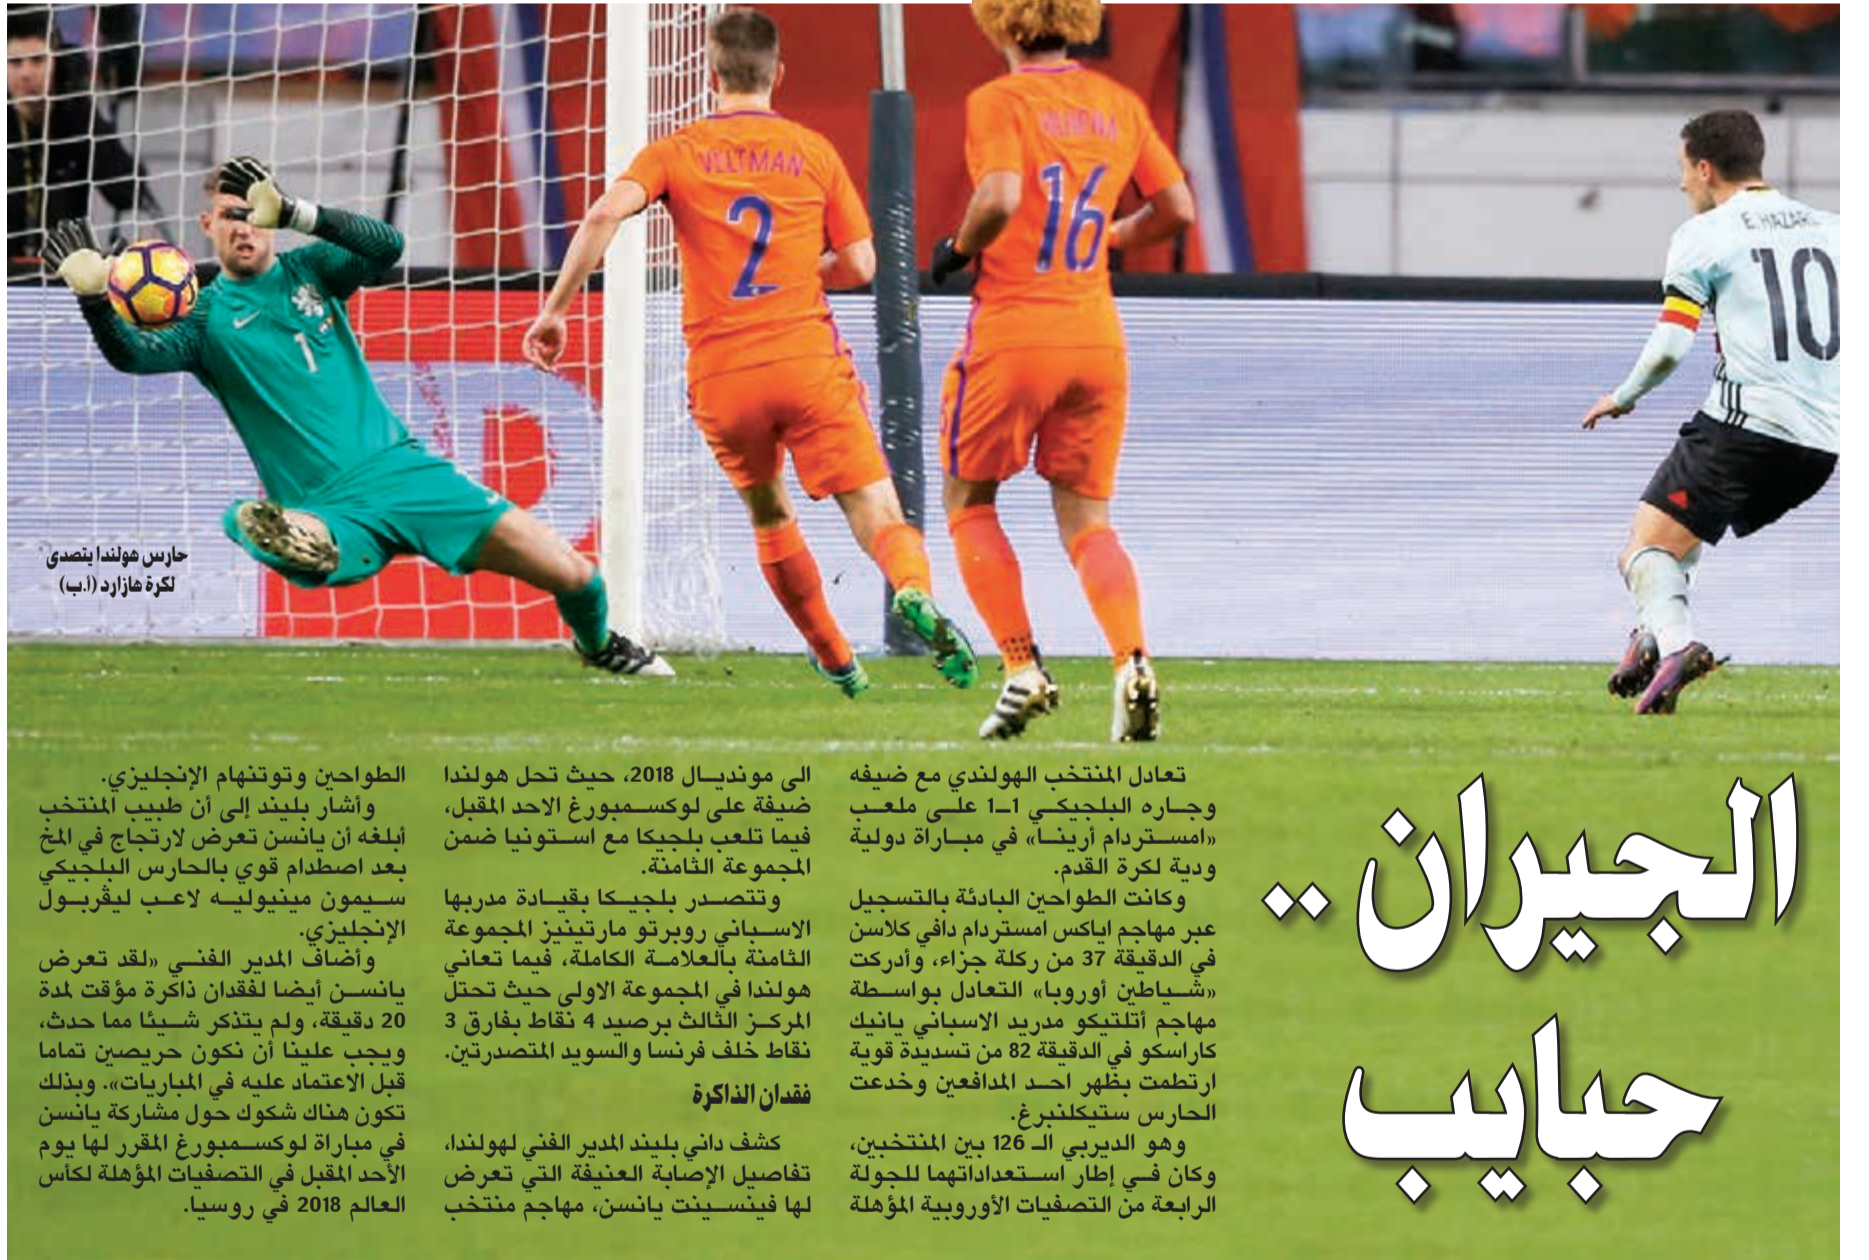 VELTMAN
2
16
E. HAZARD
10
1
حارس هولندا يتصدى
لكرة هازارد (أ.ب)
الجيران ..
حبايب
تعادل المنتخب الهولندي مع ضيفه
وجاره البلجيكي 1ـ1 على ملعب
«امستردام أرينا» في مباراة دولية
ودية لكرة القدم.
وكانت الطواحين البادئة بالتسجيل
عبر مهاجم اياكس امستردام دافي كلاسن
في الدقيقة 37 من ركلة جزاء، وأدركت
«شياطين أوروبا» التعادل بواسطة
مهاجم أتلتيكو مدريد الاسباني يانيك
كاراسكو في الدقيقة 82 من تسديدة قوية
ارتطمت بظهر احد المدافعين وخدعت
الحارس ستيكلنبرغ.
وهو الديربي الـ 126 بين المنتخبين،
وكان في إطار استعداداتهما للجولة
الرابعة من التصفيات الأوروبية المؤهلة
الى مونديال 2018، حيث تحل هولندا
ضيفة على لوكسمبورغ الاحد المقبل،
فيما تلعب بلجيكا مع استونيا ضمن
المجموعة الثامنة.
وتتصدر بلجيكا بقيادة مدربها
الاسباني روبرتو مارتينيز المجموعة
الثامنة بالعلامة الكاملة، فيما تعاني
هولندا في المجموعة الاولى حيث تحتل
المركز الثالث برصيد 4 نقاط بفارق 3
نقاط خلف فرنسا والسويد المتصدرتين.
فقدان الذاكرة
كشف داني بليند المدير الفني لهولندا،
تفاصيل الإصابة العنيفة التي تعرض
لها فينسينت يانسن، مهاجم منتخب
الطواحين وتوتنهام الإنجليزي.
وأشار بليند إلى أن طبيب المنتخب
أبلغه أن يانسن تعرض لارتجاج في المخ
بعد اصطدام قوي بالحارس البلجيكي
سيمون مينيوليه لاعب ليڤربول
الإنجليزي.
وأضاف المدير الفني «لقد تعرض
يانسن أيضا لفقدان ذاكرة مؤقت لمدة
20 دقيقة، ولم يتذكر شيئا مما حدث،
ويجب علينا أن نكون حريصين تماما
قبل الاعتماد عليه في المباريات». وبذلك
تكون هناك شكوك حول مشاركة يانسن
في مباراة لوكسمبورغ المقرر لها يوم
الأحد المقبل في التصفيات المؤهلة لكأس
العالم 2018 في روسيا.